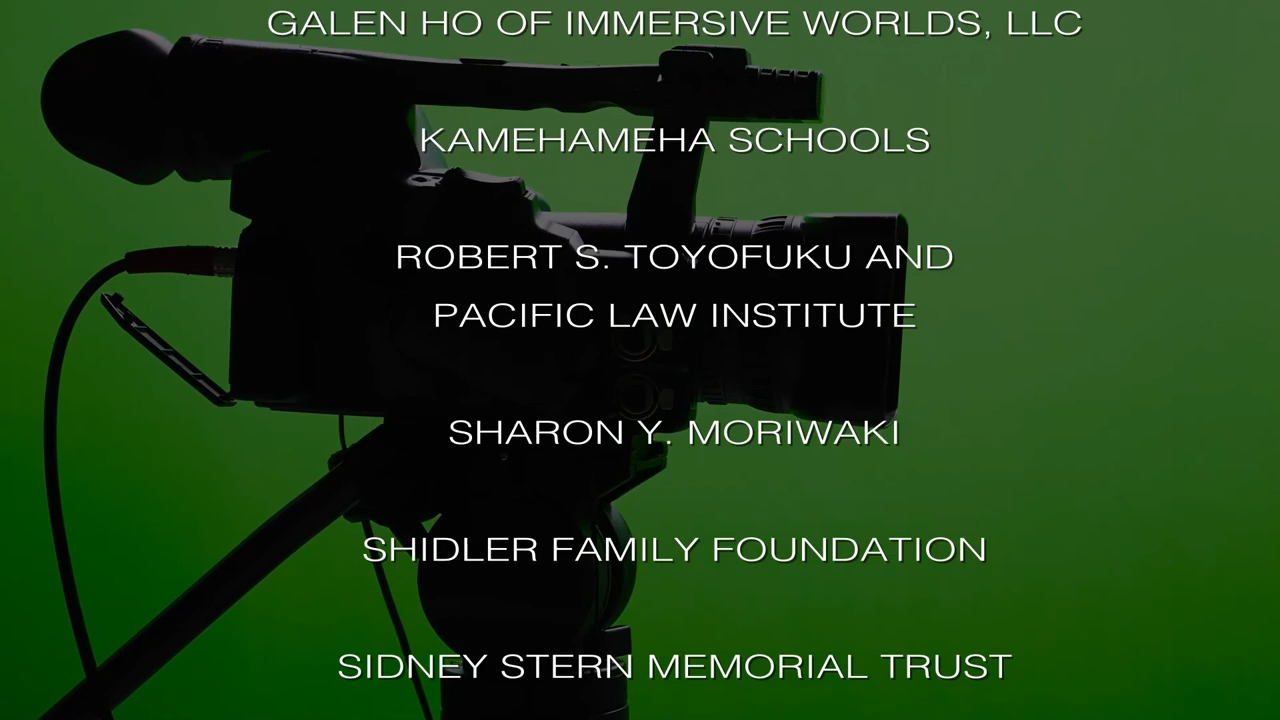 GALEN HO OF IMMERSIVE WORLDS, LLC
KAMEHAMEHA SCHOOLS
ROBERT S. TOYOFUKU AND
PACIFIC LAW INSTITUTE
SHARON Y. MORIWAKI
SHIDLER FAMILY FOUNDATION
SIDNEY STERN MEMORIAL TRUST